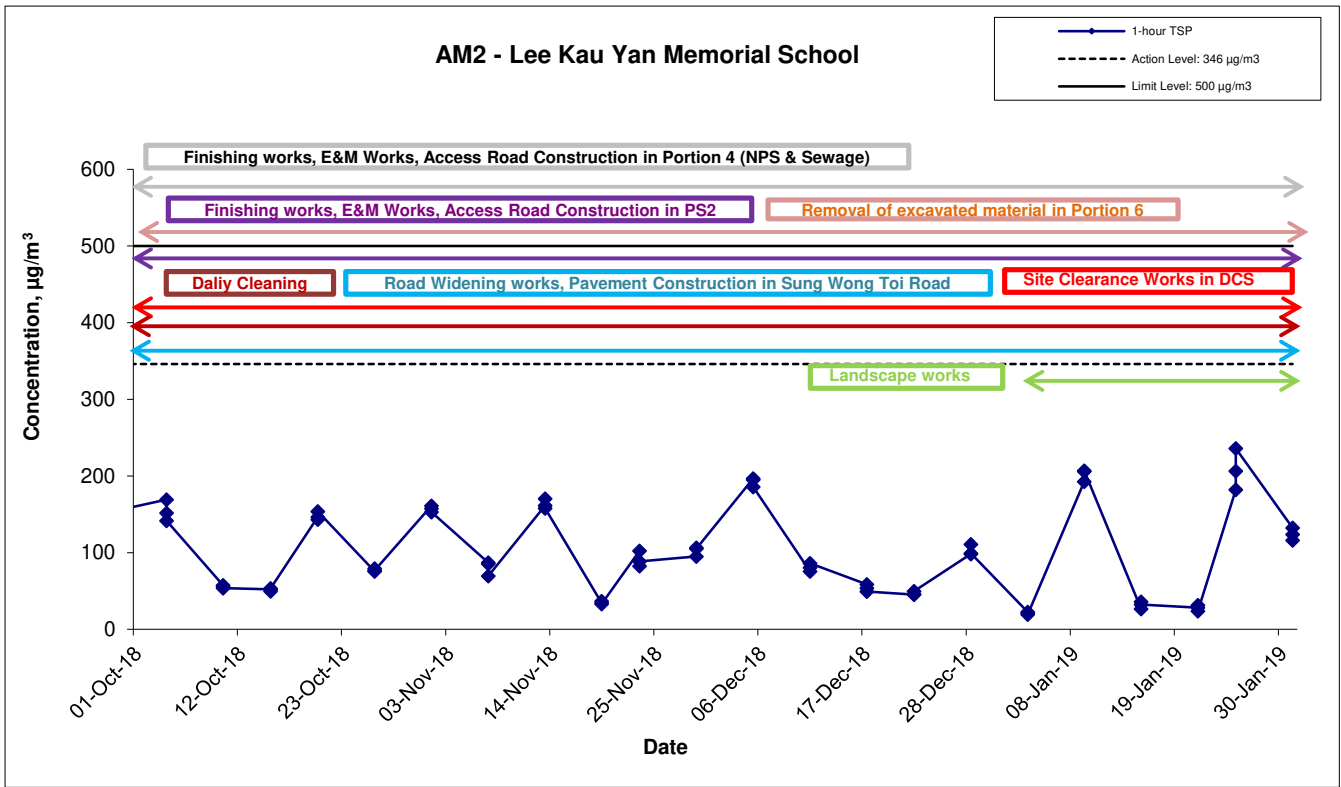 AM2 - Lee Kau Yan Memorial School
1-hour TSP
Action Level: 346 µg/m3
Limit Level: 500 µg/m3
Finishing works, E&M Works, Access Road Construction in Portion 4 (NPS & Sewage)
Finishing works, E&M Works, Access Road Construction in PS2
Removal of excavated material in Portion 6
Daliy Cleaning
Road Widening works, Pavement Construction in Sung Wong Toi Road
Site Clearance Works in DCS
Landscape works
Concentration, µg/m³
600
500
400
300
200
100
0
01-Oct-18
12-Oct-18
23-Oct-18
03-Nov-18
14-Nov-18
25-Nov-18
06-Dec-18
17-Dec-18
28-Dec-18
08-Jan-19
19-Jan-19
30-Jan-19
Date